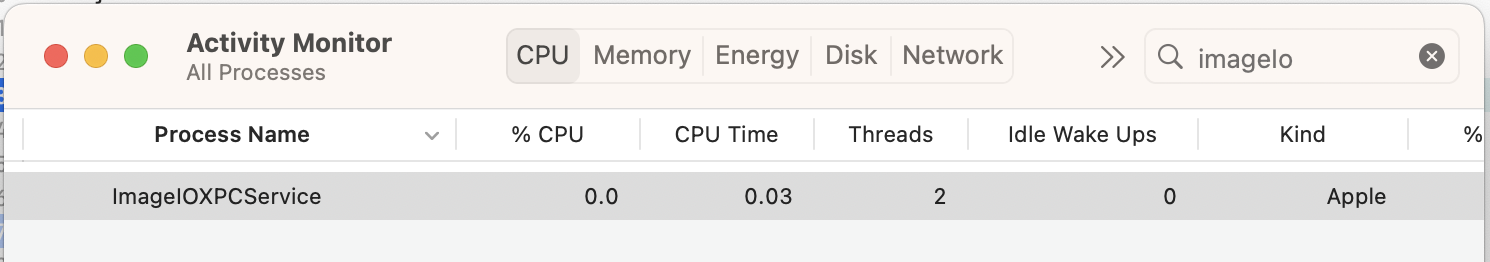 Activity Monitor
All Processes
CPU Memory Energy Disk Network
imageIo
Process Name % CPU CPU Time Threads Idle Wake Ups Kind %
ImageIOXPCService 0.0 0.03 2 0 Apple